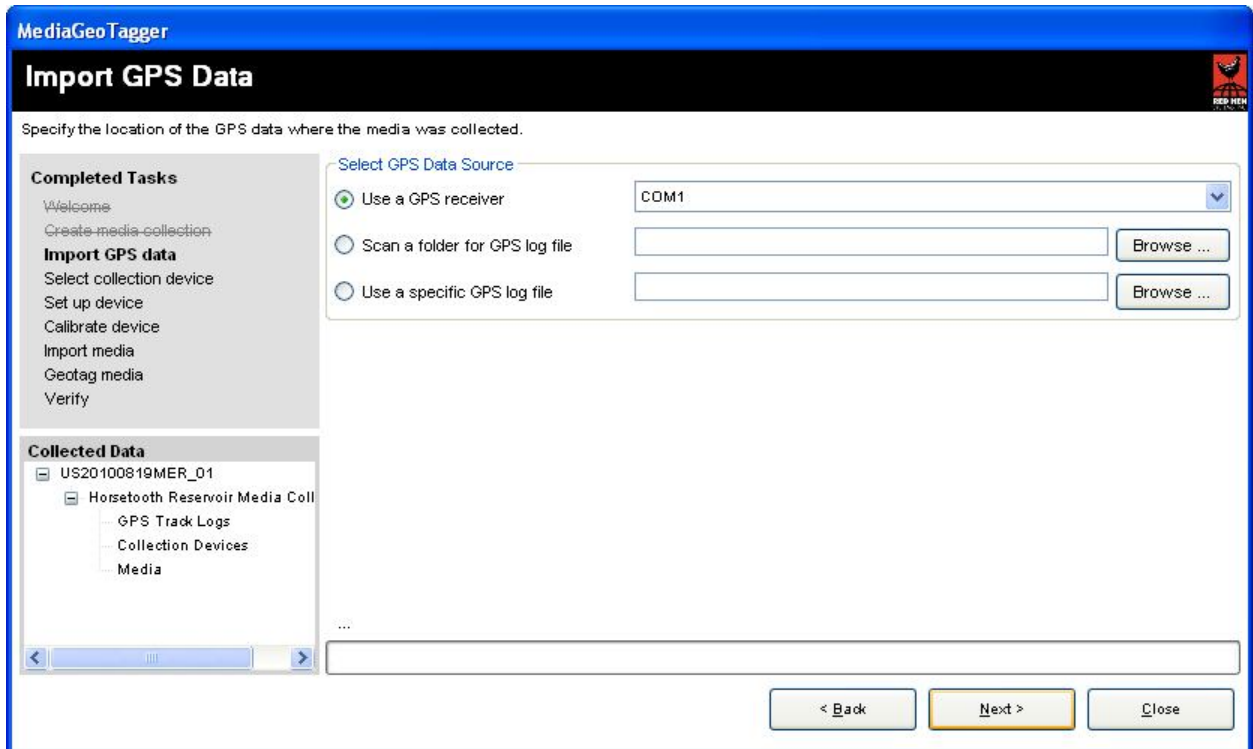 MediaGeoTagger
Import GPS Data
RED HEN
Specify the location of the GPS data where the media was collected.
Completed Tasks
Welcome
Create media collection
Import GPS data
Select collection device
Set up device
Calibrate device
Import media
Geotag media
Verify
Select GPS Data Source
Use a GPS receiver
COM1
Scan a folder for GPS log file
Browse ...
Use a specific GPS log file
Browse ...
Collected Data
US20100819MER_01
Horsetooth Reservoir Media Coll
GPS Track Logs
Collection Devices
Media
...
< Back
Next >
Close